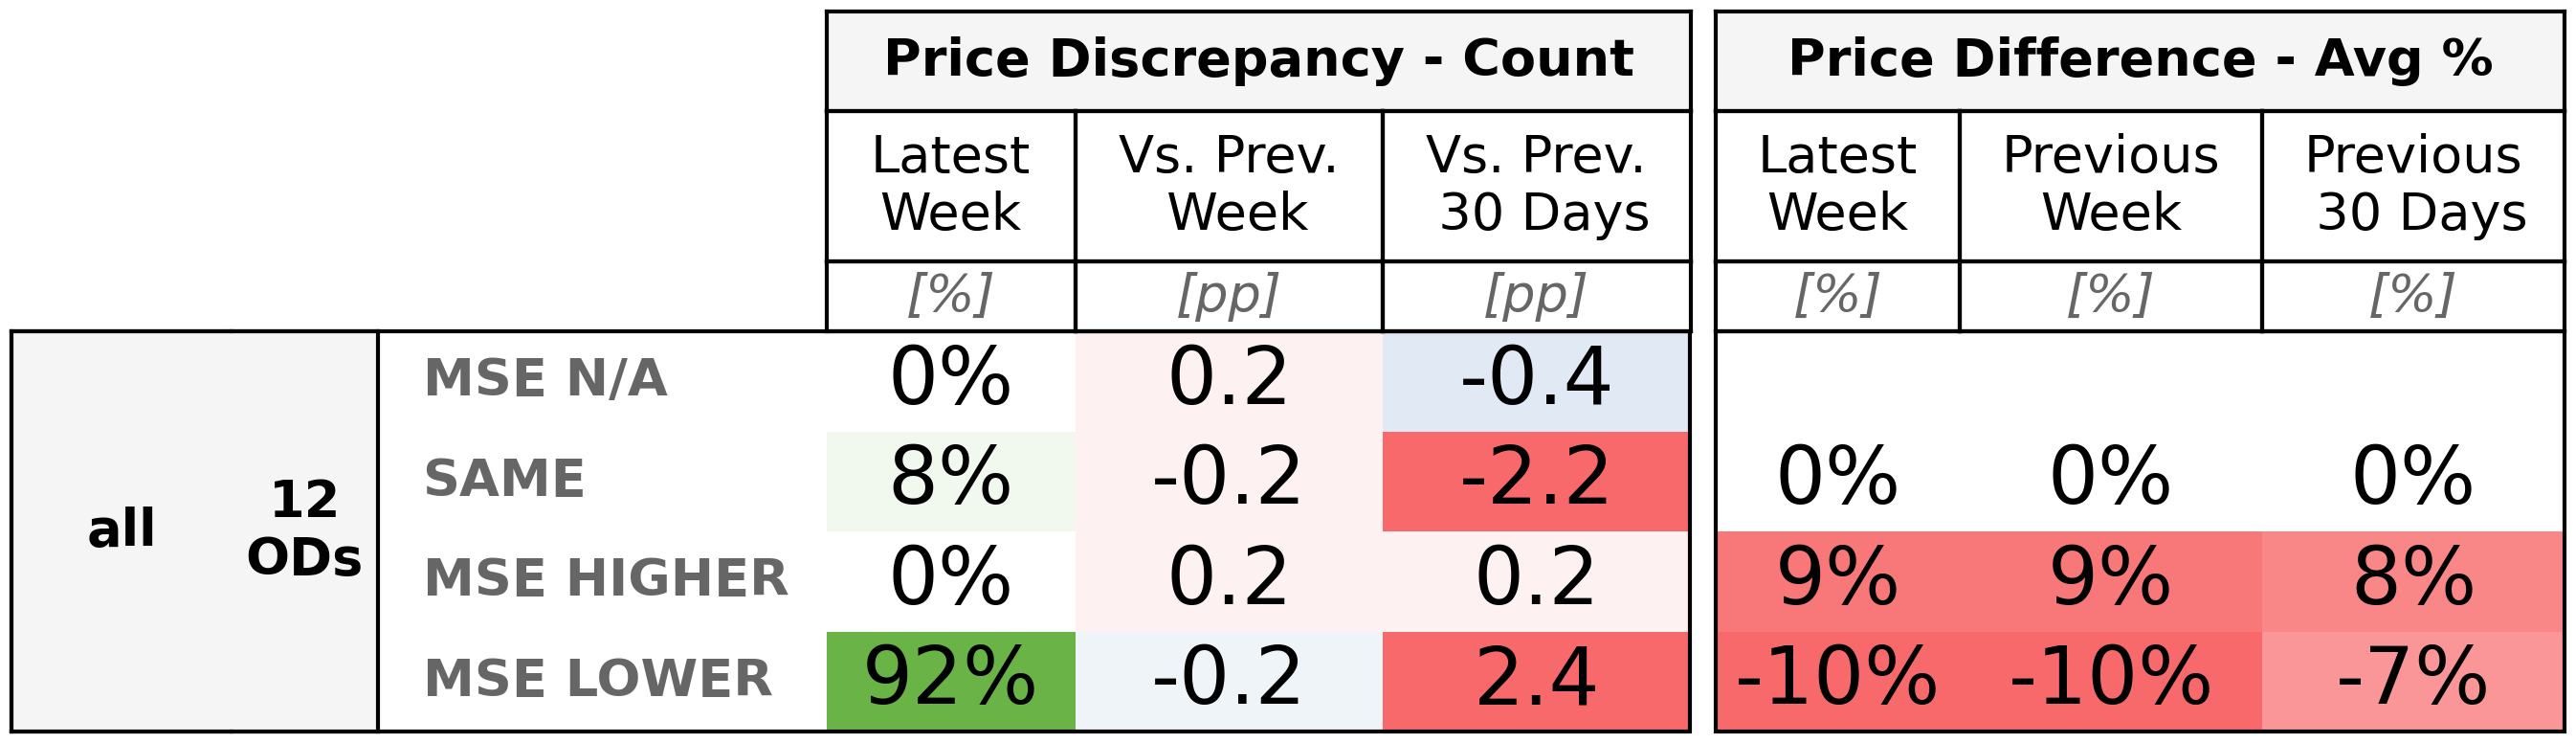 Price Discrepancy - Count Price Difference - Avg %
Latest Week Vs. Prev. Week Vs. Prev. 30 Days Latest Week Previous Week Previous 30 Days
[%] [pp] [pp] [%] [%] [%]
all 12 ODs
MSE N/A 0% 0.2 -0.4
SAME 8% -0.2 -2.2 0% 0% 0%
MSE HIGHER 0% 0.2 0.2 9% 9% 8%
MSE LOWER 92% -0.2 2.4 -10% -10% -7%